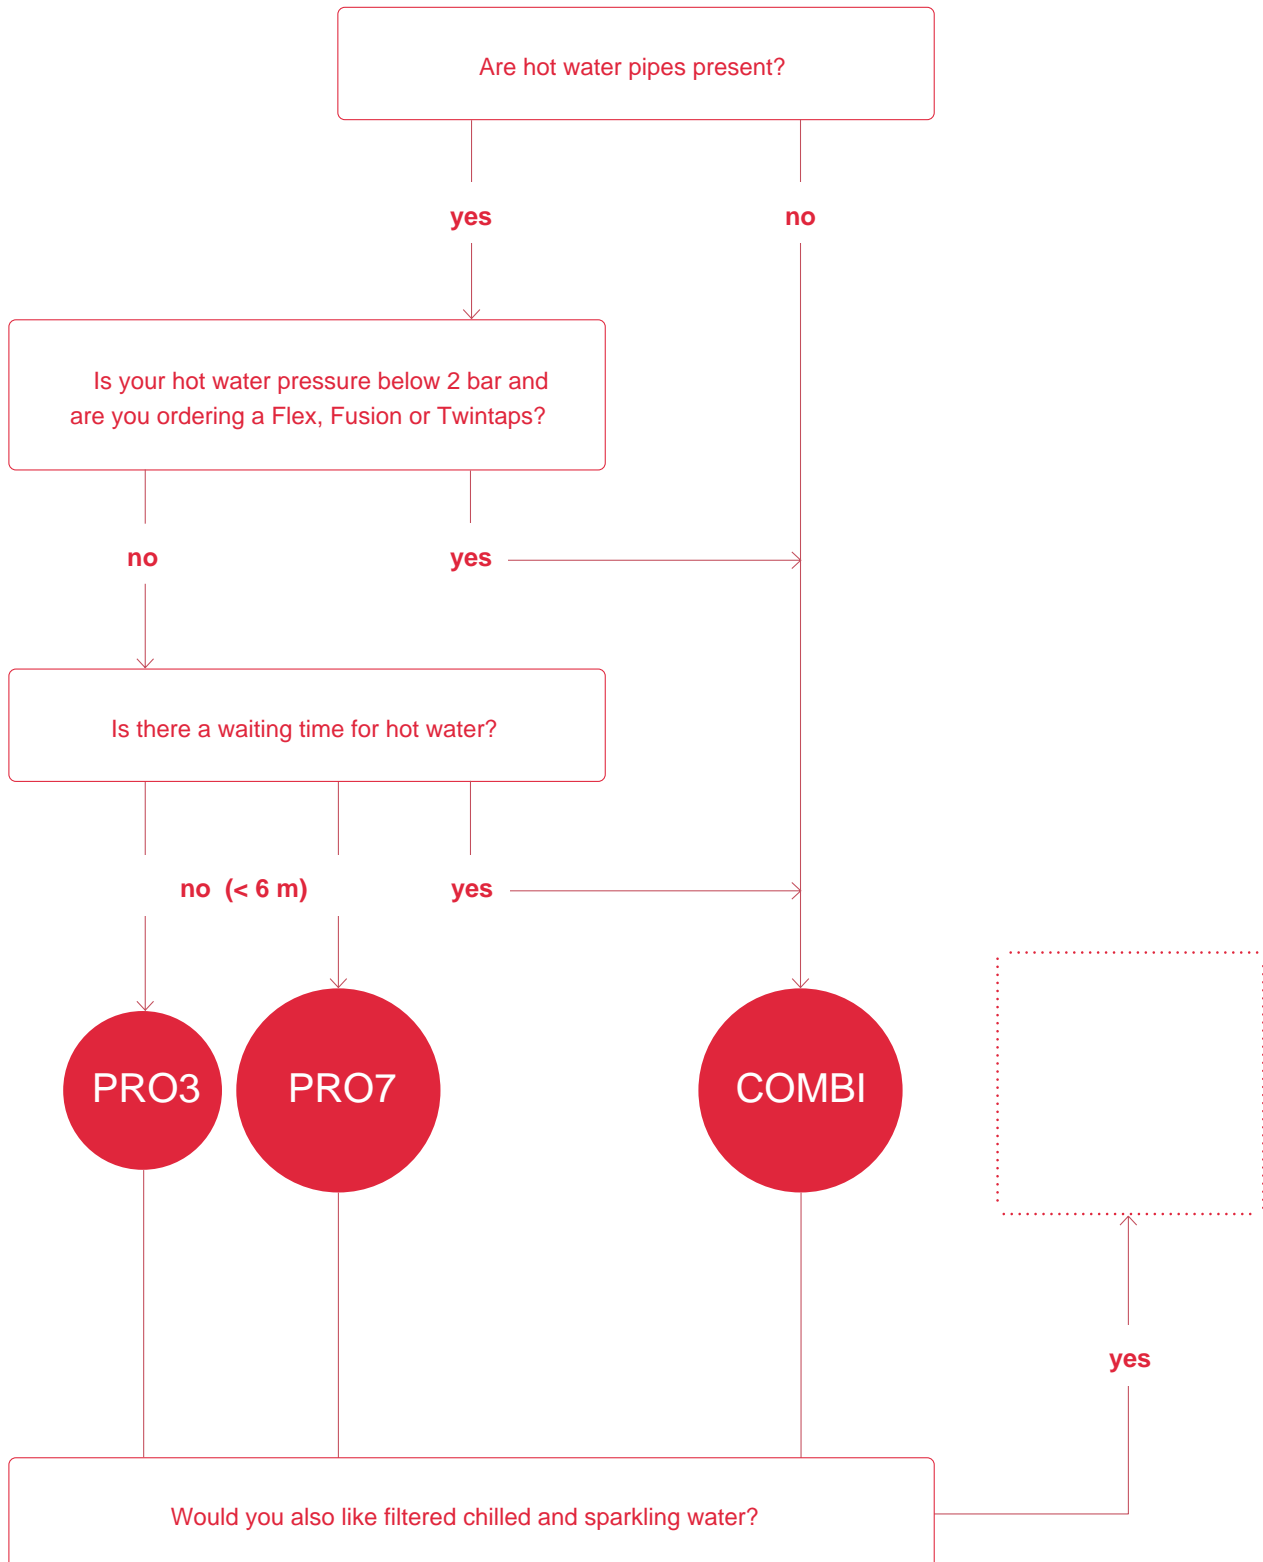 Are hot water pipes present?
yes
no
Is your hot water pressure below 2 bar and
are you ordering a Flex, Fusion or Twintaps?
no
yes
Is there a waiting time for hot water?
no (< 6 m)
yes
PRO3
PRO7
COMBI
yes
Would you also like filtered chilled and sparkling water?